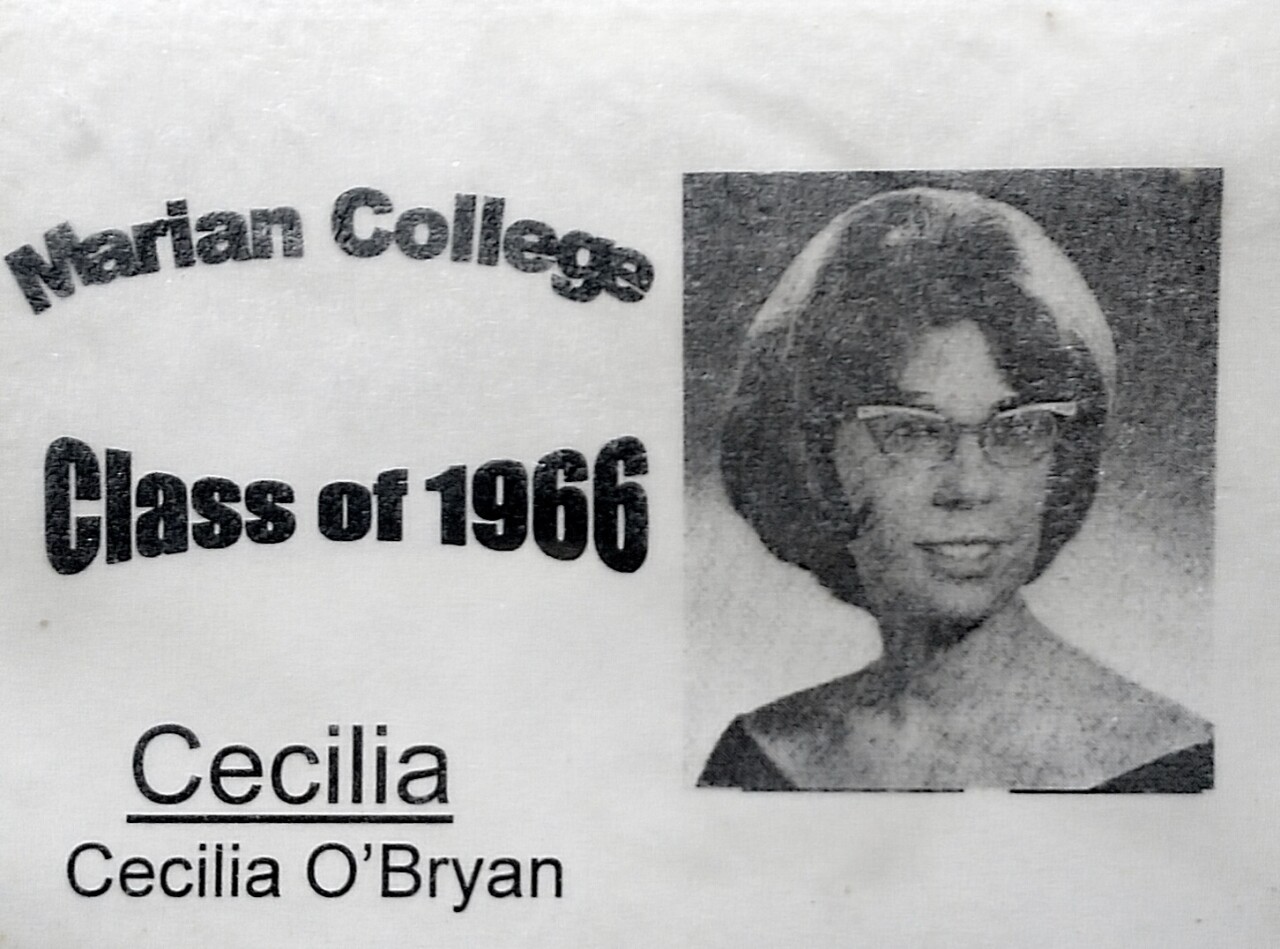 Marian College
Class of 1966
Cecilia
Cecilia O’Bryan